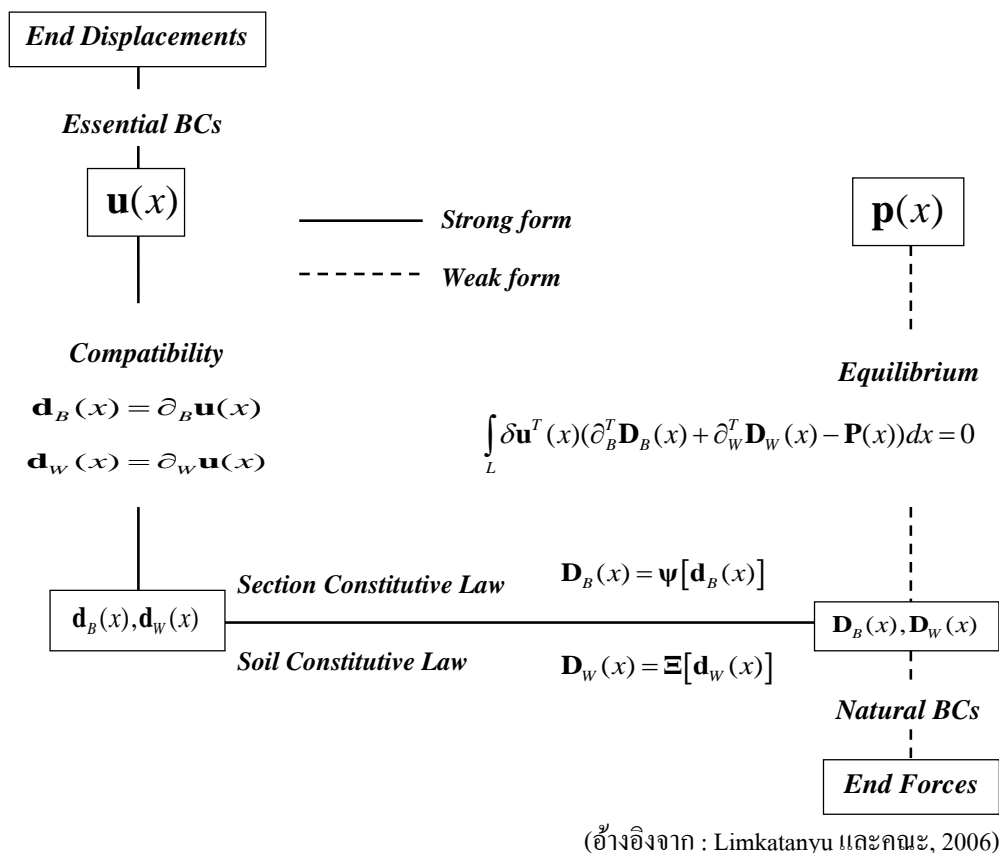 End Displacements
Essential BCs
u(x)
p(x)
Strong form
Weak form
Compatibility
d_B(x) = ∂_B u(x)
d_W(x) = ∂_W u(x)
Equilibrium
∫_L δu^T(x)(∂_B^T D_B(x) + ∂_W^T D_W(x) − P(x))dx = 0
Section Constitutive Law
D_B(x) = ψ[d_B(x)]
d_B(x), d_W(x)
D_B(x), D_W(x)
Soil Constitutive Law
D_W(x) = Ξ[d_W(x)]
Natural BCs
End Forces
(อ้างอิงจาก : Limkatanyu และคณะ, 2006)